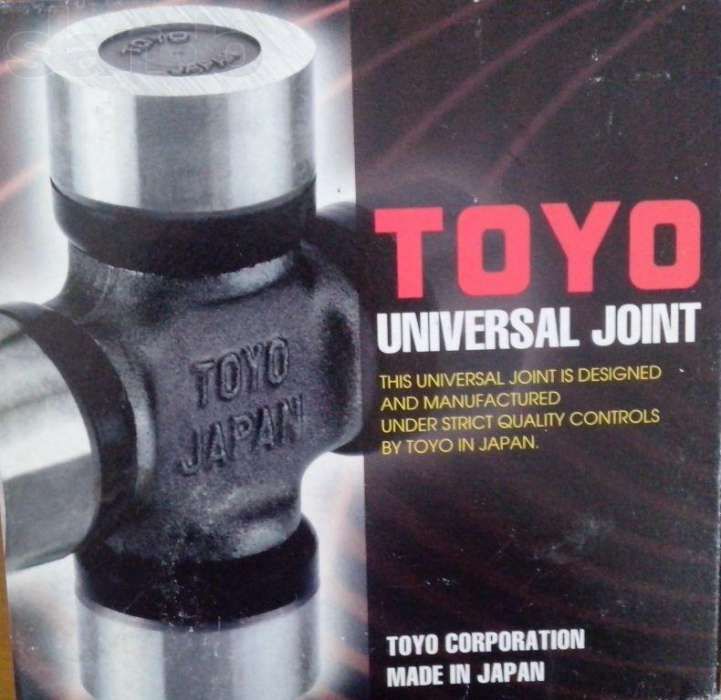 TOYO
JAPAN
TOYO
UNIVERSAL JOINT
THIS UNIVERSAL JOINT IS DESIGNED
AND MANUFACTURED
UNDER STRICT QUALITY CONTROLS
BY TOYO IN JAPAN.
TOYO
JAPAN
TOYO CORPORATION
MADE IN JAPAN